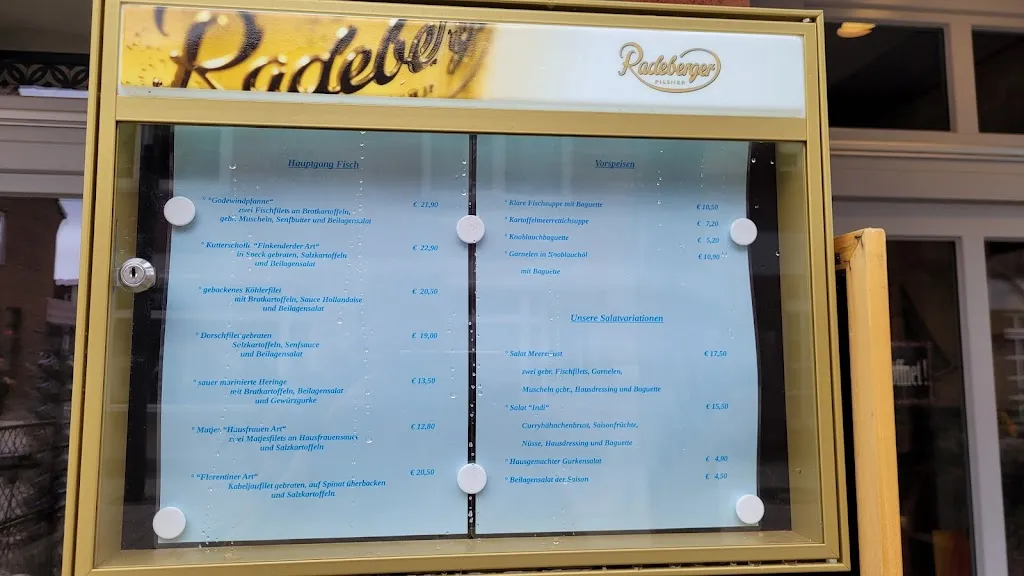 Radeberger
Radeberger
PILSNER
Hauptgang Fisch
° "Godewindpfanne" € 21,90
zwei Fischfilets an Bratkartoffeln,
gebr. Muscheln, Senfbutter und Beilagensalat
° Kutterscholle "Finkenderder Art" € 22,90
in Speck gebraten, Salzkartoffeln
und Beilagensalat
° gebackenes Köhlerfilet € 20,50
mit Bratkartoffeln, Sauce Hollandaise
und Beilagensalat
° Dorschfilet gebraten € 19,00
Salzkartoffeln, Senfsauce
und Beilagensalat
° sauer marinierte Heringe € 13,50
mit Bratkartoffeln, Beilagensalat
und Gewürzgurke
° Matjes "Hausfrauen Art" € 12,80
zwei Matjesfilets an Hausfrauensauce
und Salzkartoffeln
° "Florentiner Art" € 20,50
Kabeljaufilet gebraten, auf Spinat überbacken
und Salzkartoffeln
Vorspeisen
° Klare Fischsuppe mit Baguette € 10,50
° Kartoffelmeerrettichsuppe € 7,20
° Knoblauchbaguette € 5,20
° Garnelen in Knoblauchöl € 10,90
mit Baguette
Unsere Salatvariationen
° Salat Meereslust € 17,50
zwei gebr. Fischfilets, Garnelen,
Muscheln gebr., Hausdressing und Baguette
° Salat "Indi" € 15,50
Curryhähnchenbrust, Saisonfrüchte,
Nüsse, Hausdressing und Baguette
° Hausgemachter Gurkensalat € 4,90
° Beilagensalat der Saison € 4,50